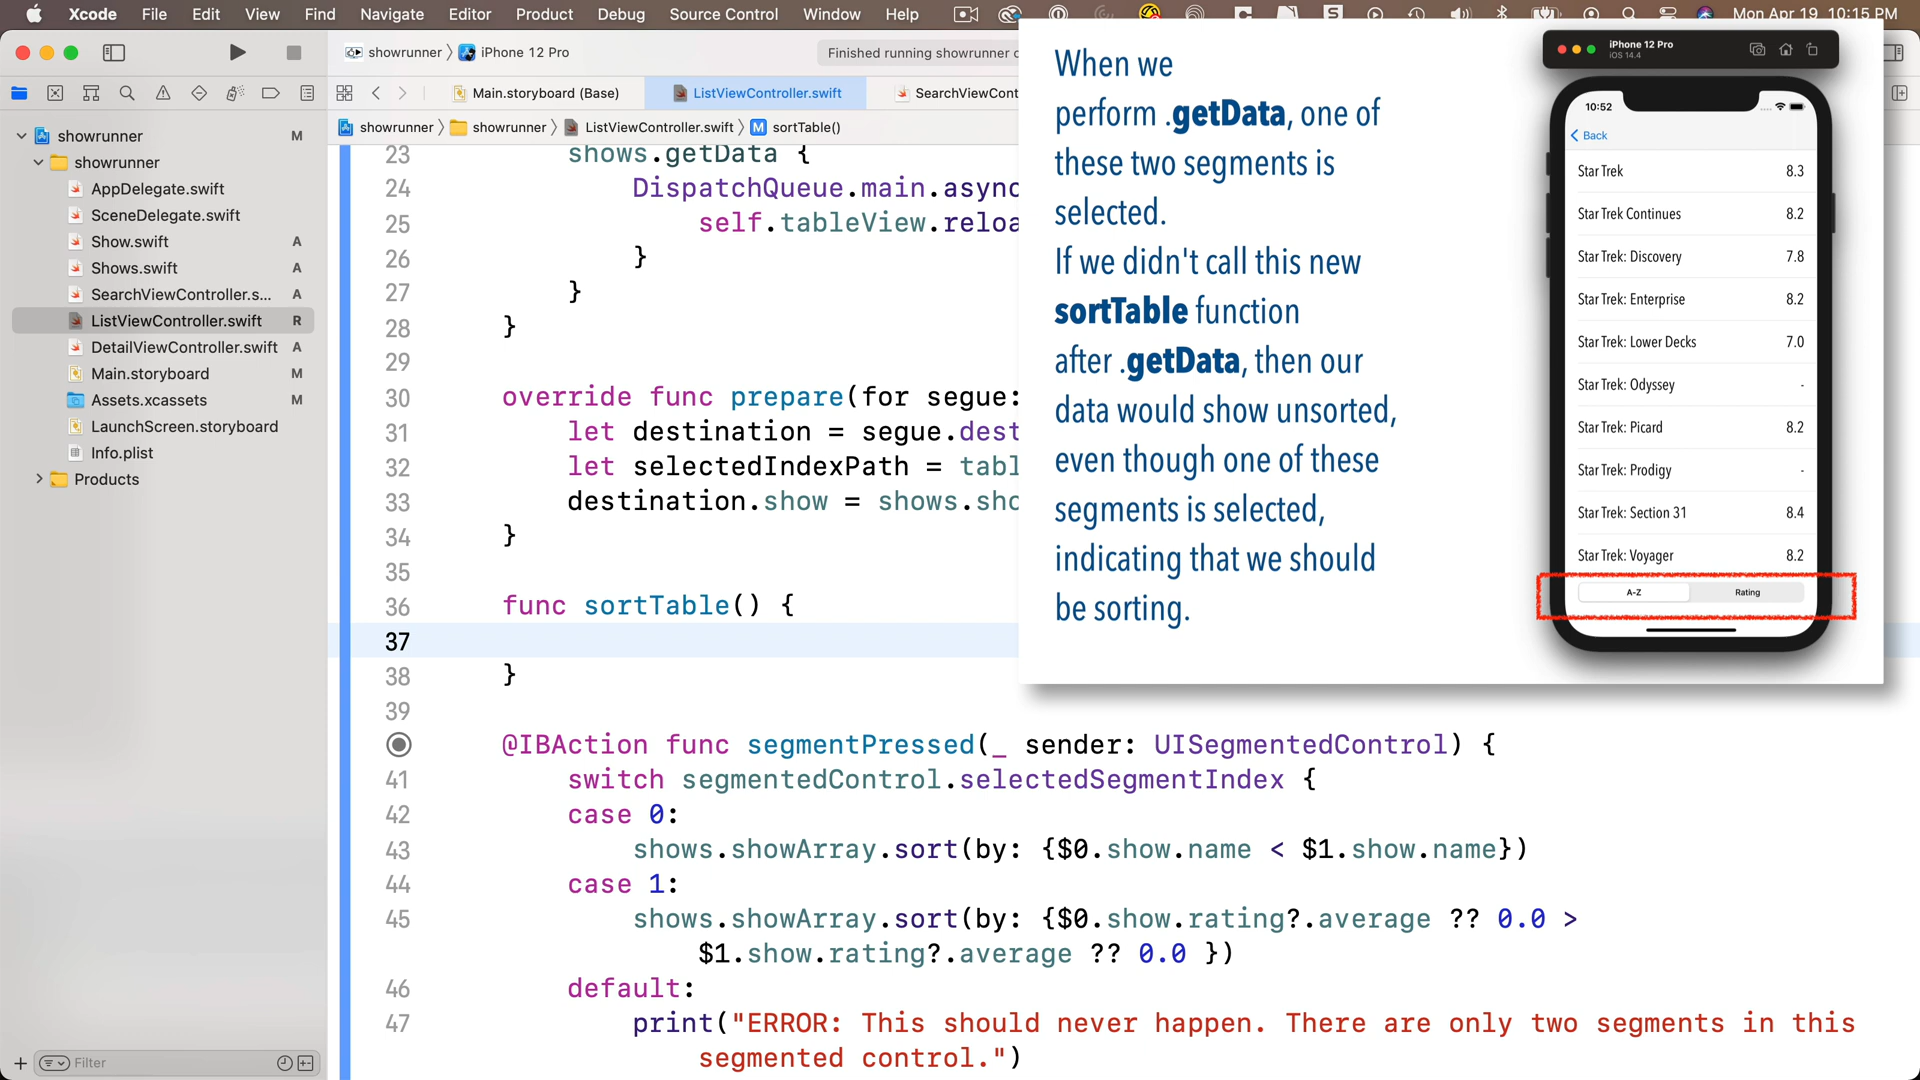 Xcode File Edit View Find Navigate Editor Product Debug Source Control Window Help Mon Apr 19 10:15 PM
showrunner iPhone 12 Pro Finished running showrunner
Main.storyboard (Base) ListViewController.swift SearchViewCont
showrunner showrunner ListViewController.swift M sortTable()
showrunner M
showrunner
AppDelegate.swift
SceneDelegate.swift
Show.swift A
Shows.swift A
SearchViewController.s... A
ListViewController.swift R
DetailViewController.swift A
Main.storyboard M
Assets.xcassets M
LaunchScreen.storyboard
Info.plist
Products
Filter
23 shows.getData {
24 DispatchQueue.main.async
25 self.tableView.reloa
26 }
27 }
28 }
29
30 override func prepare(for segue:
31 let destination = segue.dest
32 let selectedIndexPath = tabl
33 destination.show = shows.sho
34 }
35
36 func sortTable() {
37
38 }
39
@IBAction func segmentPressed(_ sender: UISegmentedControl) {
41 switch segmentedControl.selectedSegmentIndex {
42 case 0:
43 shows.showArray.sort(by: {$0.show.name < $1.show.name})
44 case 1:
45 shows.showArray.sort(by: {$0.show.rating?.average ?? 0.0 >
$1.show.rating?.average ?? 0.0 })
46 default:
47 print("ERROR: This should never happen. There are only two segments in this
segmented control.")
When we
perform .getData, one of
these two segments is
selected.
If we didn't call this new
sortTable function
after .getData, then our
data would show unsorted,
even though one of these
segments is selected,
indicating that we should
be sorting.
iPhone 12 Pro
iOS 14.4
10:52
Back
Star Trek 8.3
Star Trek Continues 8.2
Star Trek: Discovery 7.8
Star Trek: Enterprise 8.2
Star Trek: Lower Decks 7.0
Star Trek: Odyssey -
Star Trek: Picard 8.2
Star Trek: Prodigy -
Star Trek: Section 31 8.4
Star Trek: Voyager 8.2
A-Z Rating